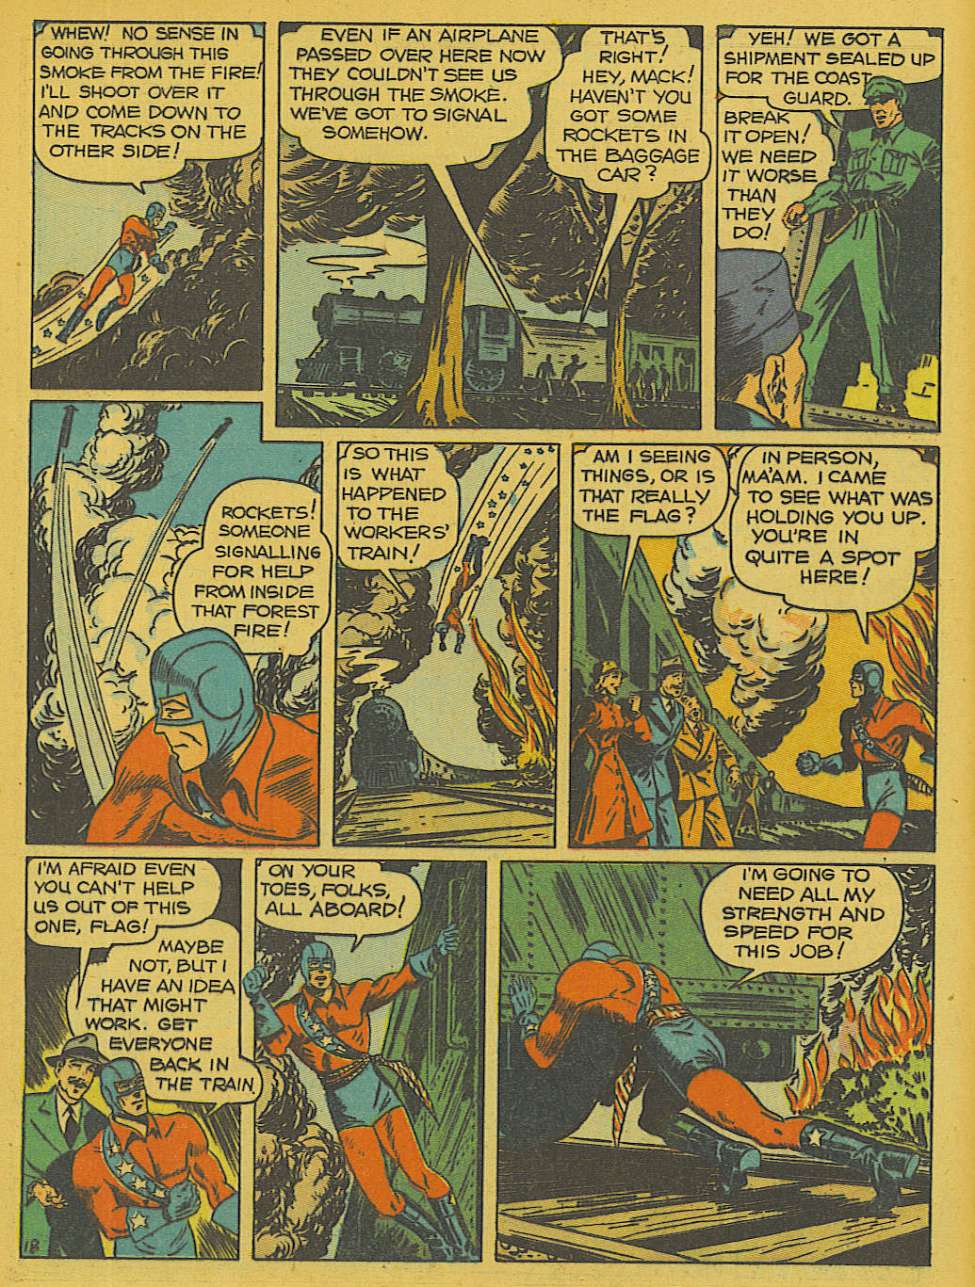 WHEW! NO SENSE IN
GOING THROUGH THIS
SMOKE FROM THE FIRE!
I'LL SHOOT OVER IT
AND COME DOWN TO
THE TRACKS ON THE
OTHER SIDE!
EVEN IF AN AIRPLANE
PASSED OVER HERE NOW
THEY COULDN'T SEE US
THROUGH THE SMOKE.
WE'VE GOT TO SIGNAL
SOMEHOW.
THAT'S
RIGHT!
HEY, MACK!
HAVEN'T YOU
GOT SOME
ROCKETS IN
THE BAGGAGE
CAR?
YEH! WE GOT A
SHIPMENT SEALED UP
FOR THE COAST
GUARD.
BREAK
IT OPEN!
WE NEED
IT WORSE
THAN
THEY
DO!
ROCKETS!
SOMEONE
SIGNALLING
FOR HELP
FROM INSIDE
THAT FOREST
FIRE!
SO THIS
IS WHAT
HAPPENED
TO THE
WORKERS'
TRAIN!
AM I SEEING
THINGS, OR IS
THAT REALLY
THE FLAG?
IN PERSON,
MA'AM. I CAME
TO SEE WHAT WAS
HOLDING YOU UP.
YOU'RE IN
QUITE A SPOT
HERE!
I'M AFRAID EVEN
YOU CAN'T HELP
US OUT OF THIS
ONE, FLAG!
MAYBE
NOT, BUT I
HAVE AN IDEA
THAT MIGHT
WORK. GET
EVERYONE
BACK IN
THE TRAIN
ON YOUR
TOES, FOLKS,
ALL ABOARD!
I'M GOING TO
NEED ALL MY
STRENGTH AND
SPEED FOR
THIS JOB!
18